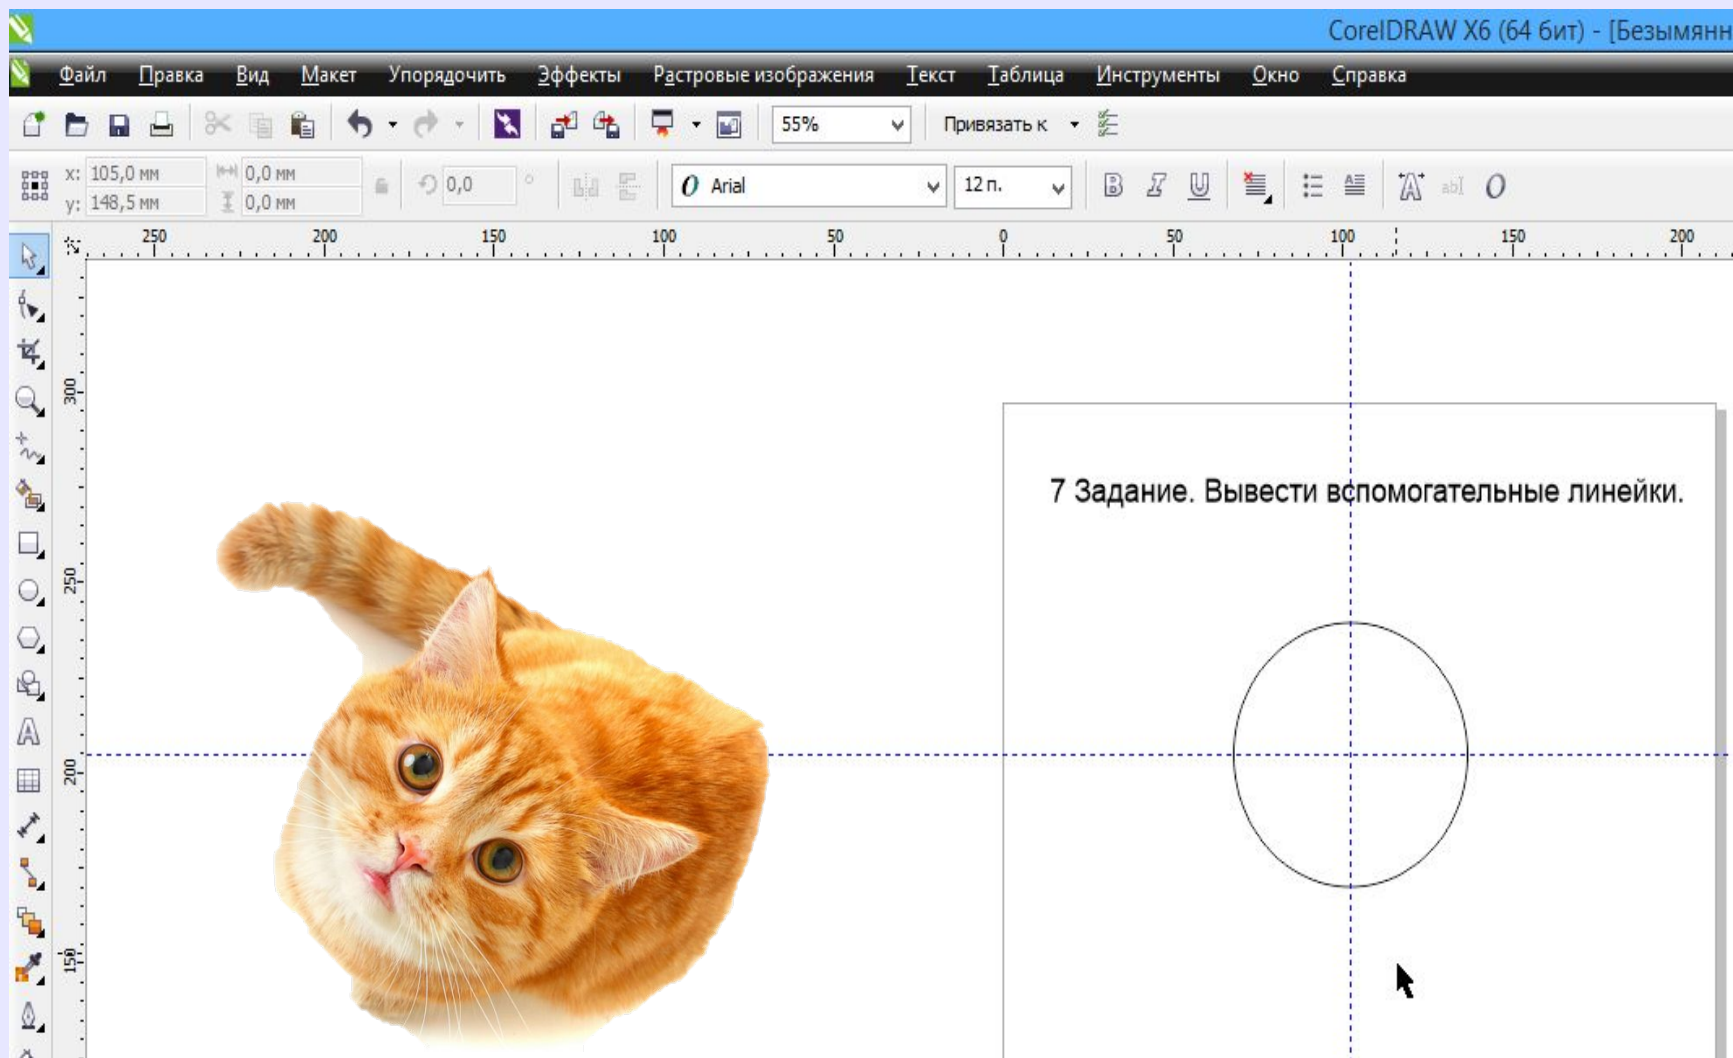 CorelDRAW X6 (64 бит) - [Безымянн
Файл Правка Вид Макет Упорядочить Эффекты Растровые изображения Текст Таблица Инструменты Окно Справка
55% Привязать к
x: 105,0 мм 0,0 мм
y: 148,5 мм 0,0 мм
0,0 °
O Arial 12 п. B I U A abI O
250 200 150 100 50 0 50 100 150 200
300
7 Задание. Вывести вспомогательные линейки.
250
200
150